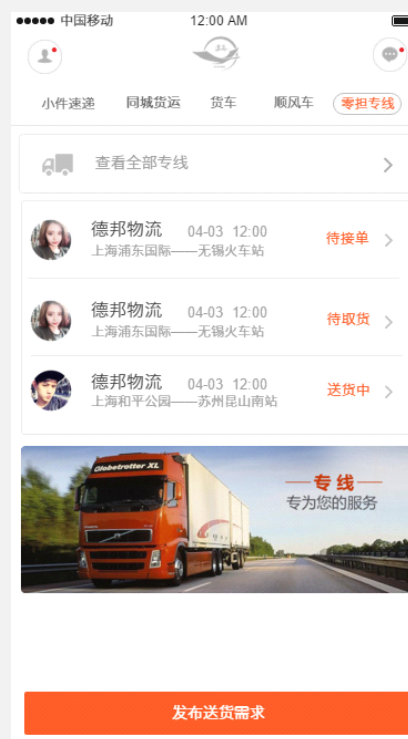 中国移动 12:00 AM
小件速递 同城货运 货车 顺风车 零担专线
查看全部专线
德邦物流 04-03 12:00 待接单
上海浦东国际——无锡火车站
德邦物流 04-03 12:00 待取货
上海浦东国际——无锡火车站
德邦物流 04-03 12:00 送货中
上海和平公园——苏州昆山南站
Globetrotter XL
专线
专为您的服务
发布送货需求